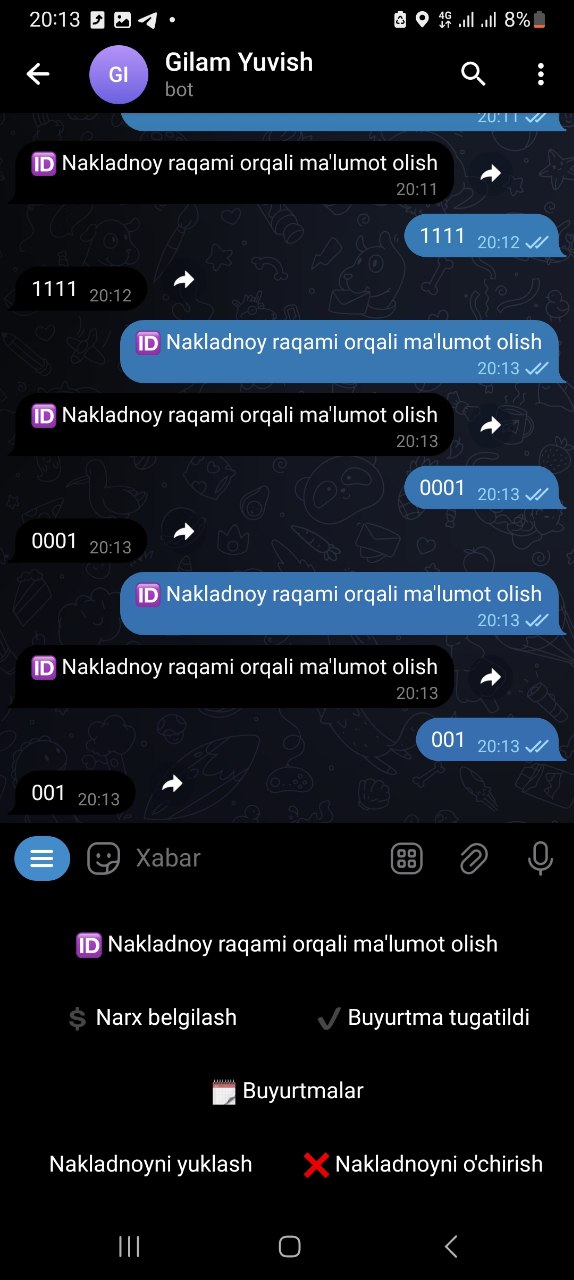 20:13
4G
8%
GI
Gilam Yuvish
bot
20:11
🆔 Nakladnoy raqami orqali ma'lumot olish
20:11
1111 20:12
1111 20:12
🆔 Nakladnoy raqami orqali ma'lumot olish
20:13
🆔 Nakladnoy raqami orqali ma'lumot olish
20:13
0001 20:13
0001 20:13
🆔 Nakladnoy raqami orqali ma'lumot olish
20:13
🆔 Nakladnoy raqami orqali ma'lumot olish
20:13
001 20:13
001 20:13
Xabar
🆔 Nakladnoy raqami orqali ma'lumot olish
💲 Narx belgilash
✔️ Buyurtma tugatildi
🗓 Buyurtmalar
Nakladnoyni yuklash
❌ Nakladnoyni o'chirish